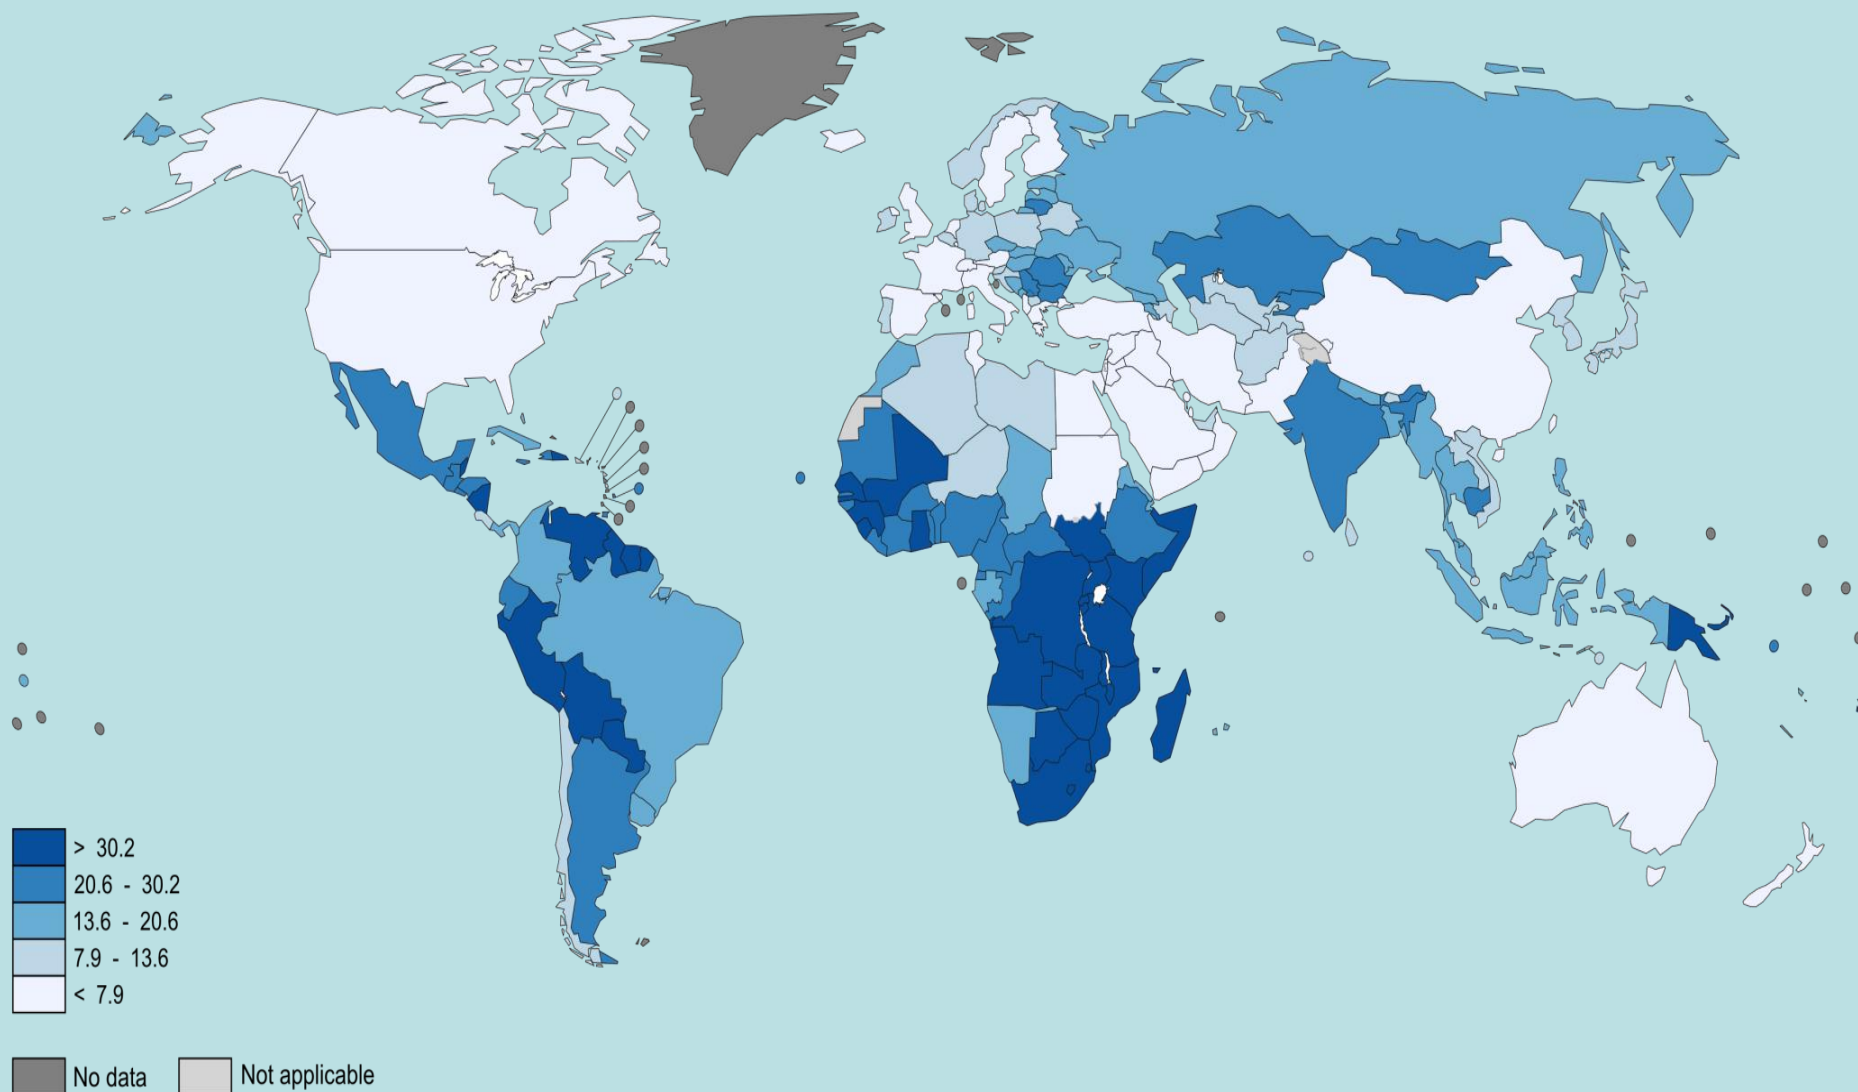 > 30.2
20.6 - 30.2
13.6 - 20.6
7.9 - 13.6
< 7.9
No data
Not applicable